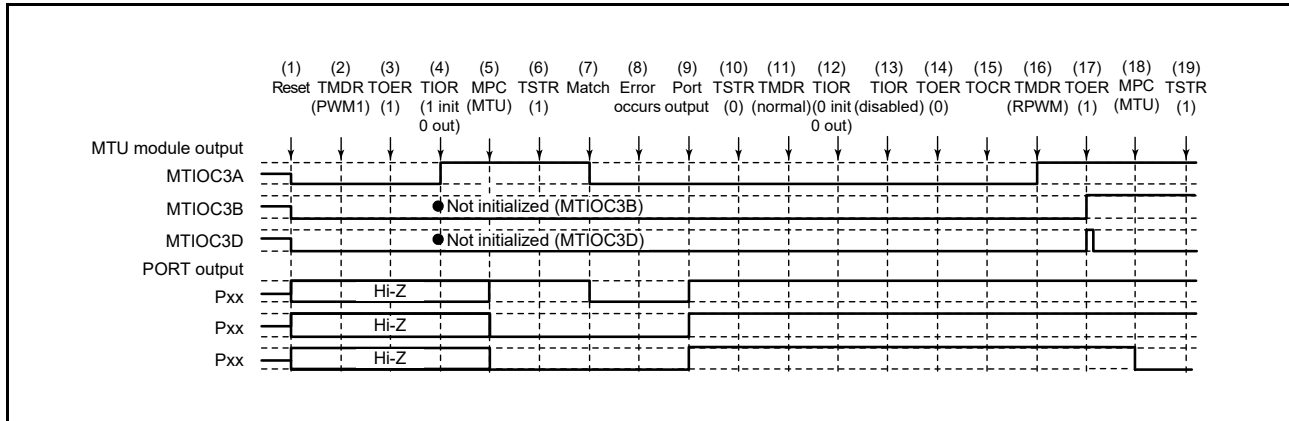 (1) (2) (3) (4) (5) (6) (7) (8) (9) (10) (11) (12) (13) (14) (15) (16) (17) (18) (19)
Reset TMDR TOER TIOR MPC TSTR Match Error Port TSTR TMDR TIOR TIOR TOER TOCR TMDR TOER MPC TSTR
(PWM1) (1) (1 init (MTU) (1) occurs output (0) (normal) (0 init (disabled) (0) (RPWM) (1) (MTU) (1)
0 out) 0 out)
MTU module output
MTIOC3A
MTIOC3B Not initialized (MTIOC3B)
MTIOC3D Not initialized (MTIOC3D)
PORT output
Pxx Hi-Z
Pxx Hi-Z
Pxx Hi-Z